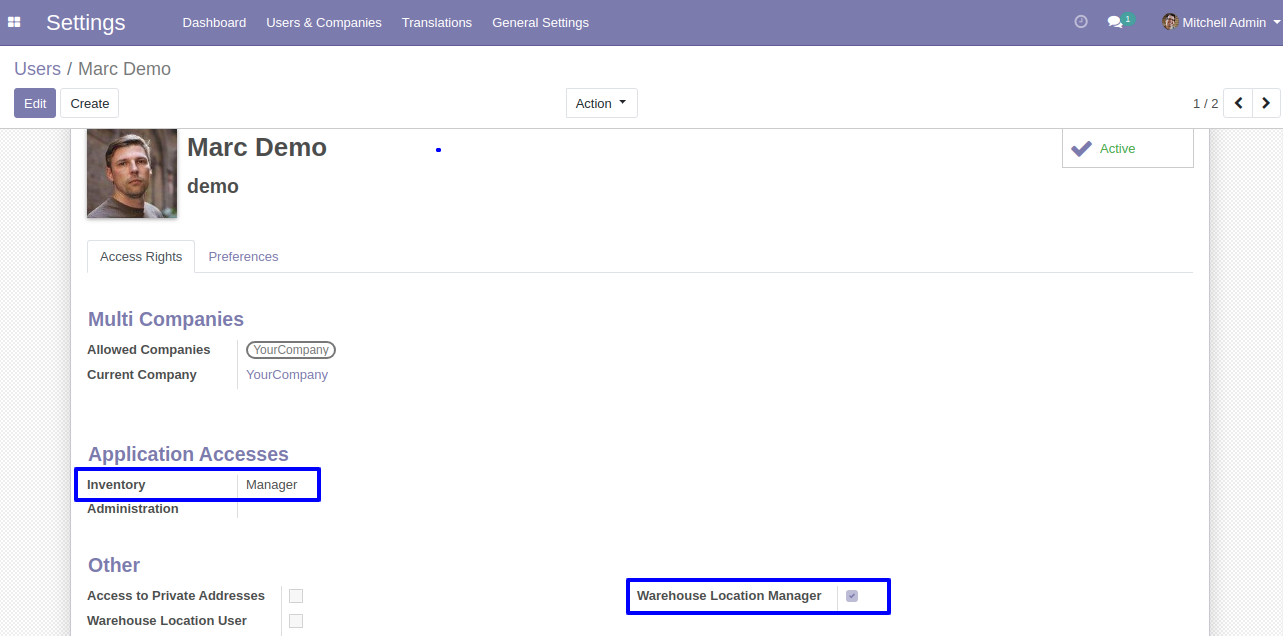 Settings Dashboard Users & Companies Translations General Settings 1 Mitchell Admin
Users / Marc Demo
Edit Create Action 1 / 2
Marc Demo
Active
demo
Access Rights Preferences
Multi Companies
Allowed Companies YourCompany
Current Company YourCompany
Application Accesses
Inventory Manager
Administration
Other
Access to Private Addresses Warehouse Location Manager
Warehouse Location User